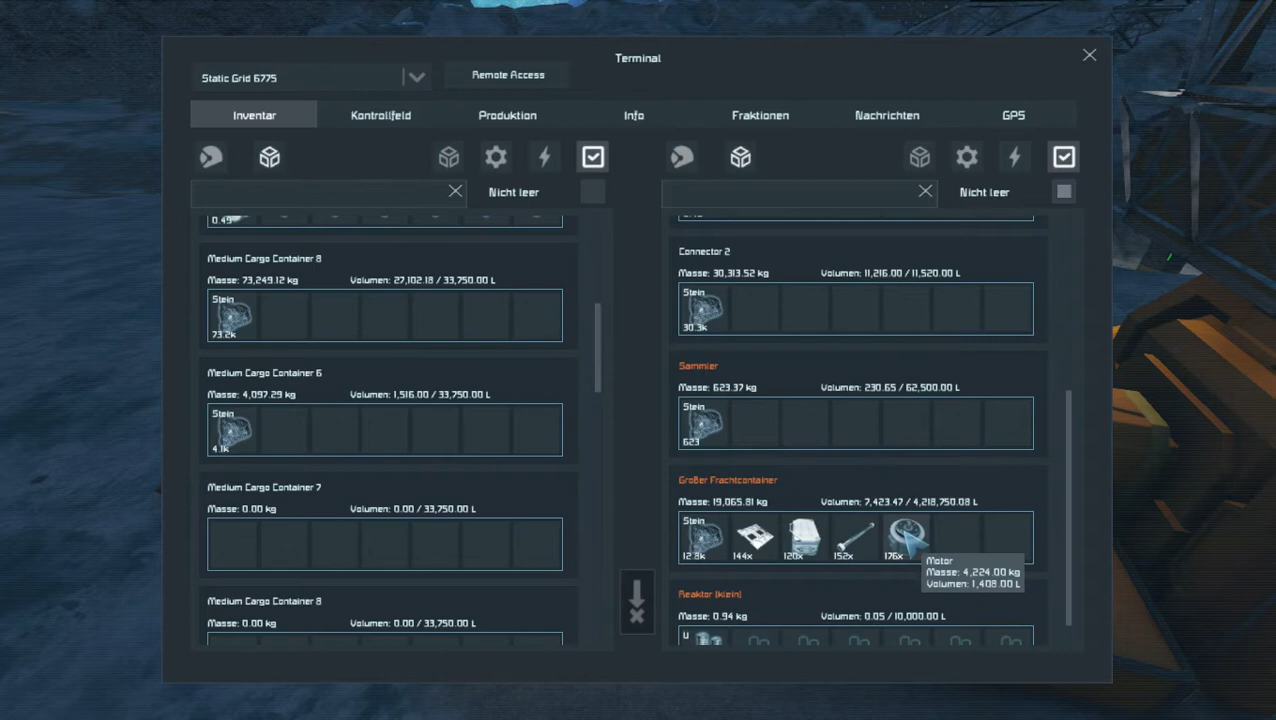 Terminal
Static Grid 6775
Remote Access
Inventar
Kontrollfeld
Produktion
Info
Fraktionen
Nachrichten
GPS
Nicht leer
0.49
Medium Cargo Container 8
Masse: 73,249.12 kg
Volumen: 27,102.18 / 33,750.00 L
Stein
73.2k
Medium Cargo Container 6
Masse: 4,097.29 kg
Volumen: 1,516.00 / 33,750.00 L
Stein
4.1k
Medium Cargo Container 7
Masse: 0.00 kg
Volumen: 0.00 / 33,750.00 L
Medium Cargo Container 8
Masse: 0.00 kg
Volumen: 0.00 / 33,750.00 L
Nicht leer
Connector 2
Masse: 30,313.52 kg
Volumen: 11,216.00 / 11,520.00 L
Stein
30.3k
Sammler
Masse: 623.37 kg
Volumen: 230.65 / 62,500.00 L
Stein
623
Großer Frachtcontainer
Masse: 19,065.81 kg
Volumen: 7,423.47 / 4,218,750.08 L
Stein
12.8k
144x
120x
152x
176x
Motor
Masse: 4,224.00 kg
Volumen: 1,408.00 L
Reaktor (klein)
Masse: 0.94 kg
Volumen: 0.05 / 10,000.00 L
U